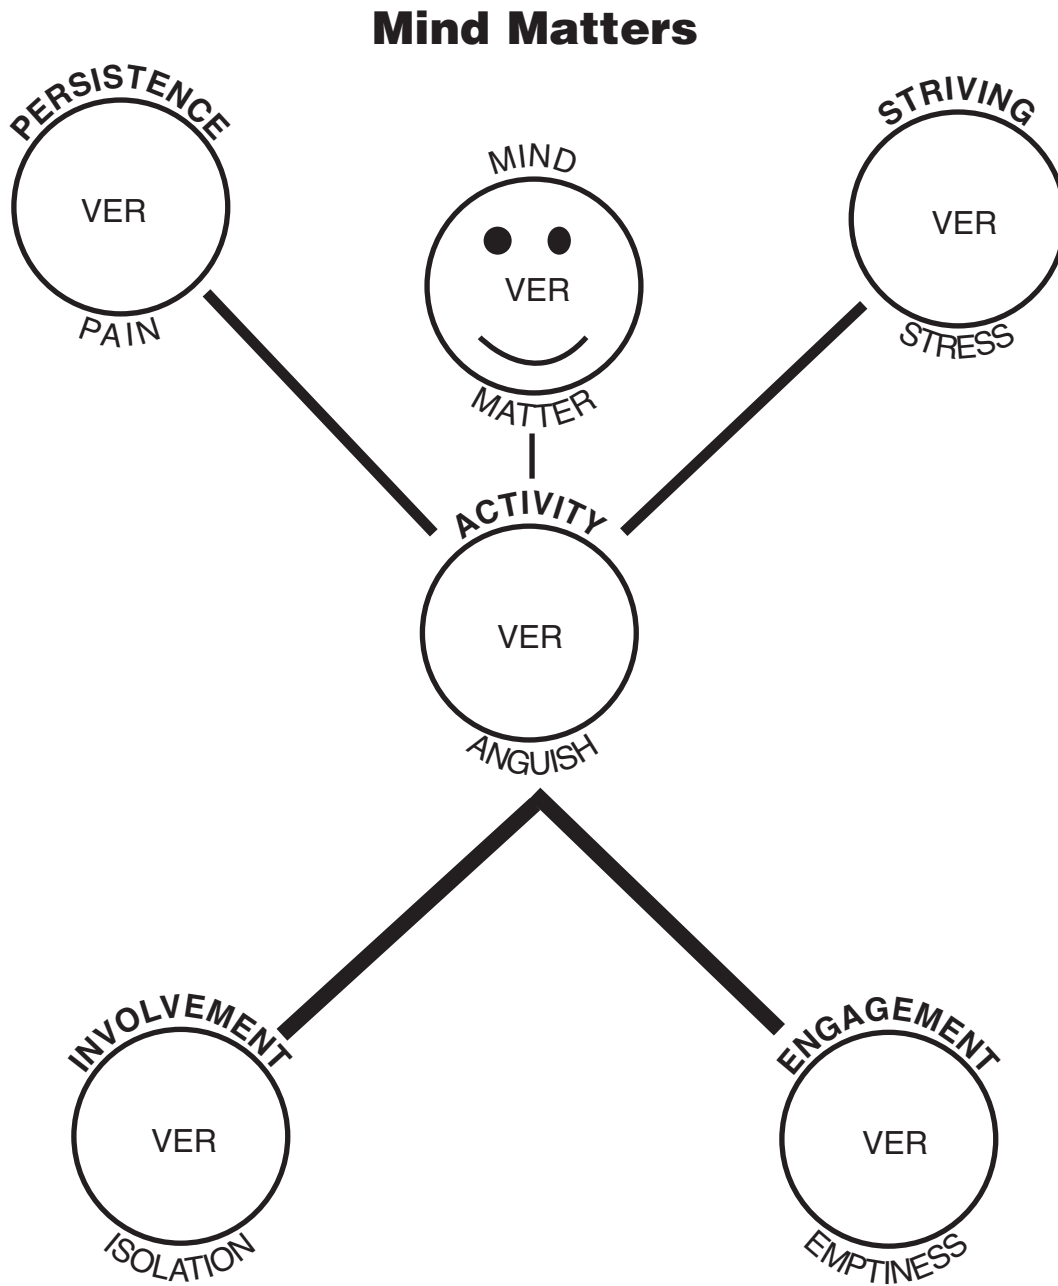 Mind Matters
PERSISTENCE
VER
PAIN
MIND
VER
MATTER
STRIVING
VER
STRESS
ACTIVITY
VER
ANGUISH
INVOLVEMENT
VER
ISOLATION
ENGAGEMENT
VER
EMPTINESS